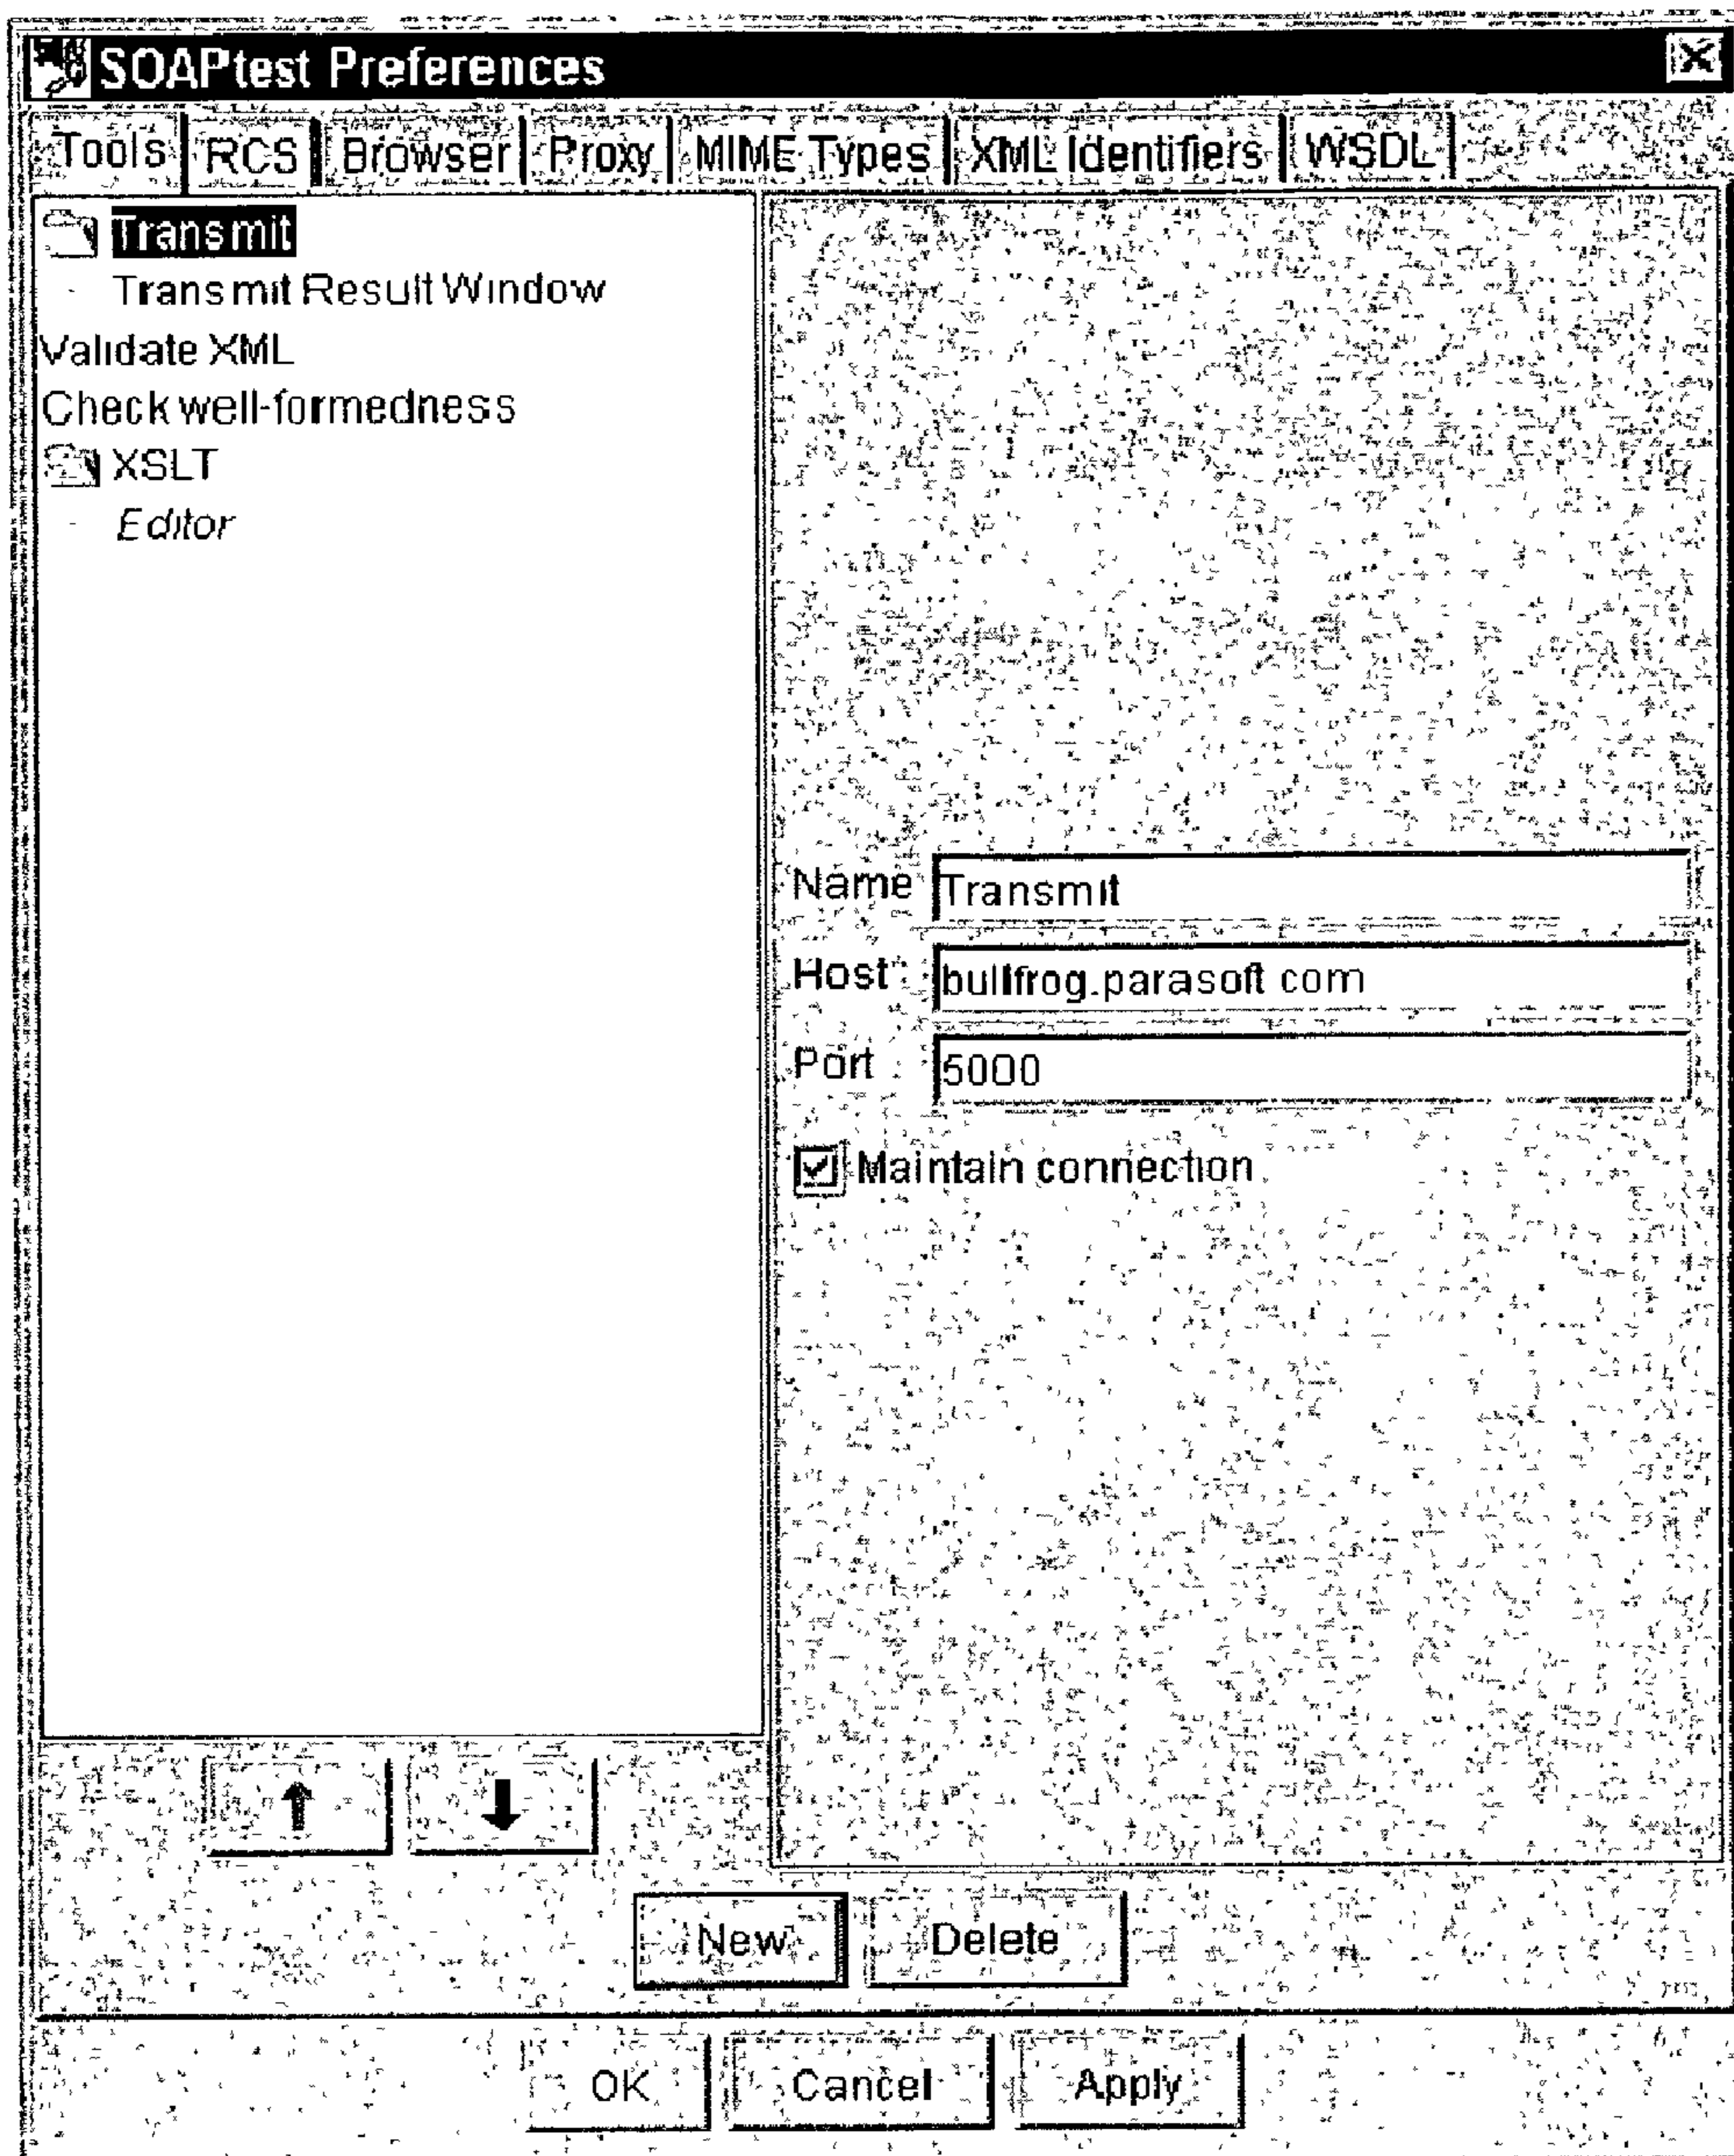 SOAPtest Preferences
Tools RCS Browser Proxy MIME Types XML Identifiers WSDL
Transmit
Transmit Result Window
Validate XML
Check well-formedness
XSLT
Editor
Name Transmit
Host bullfrog.parasoft com
Port 5000
Maintain connection
New Delete
OK Cancel Apply